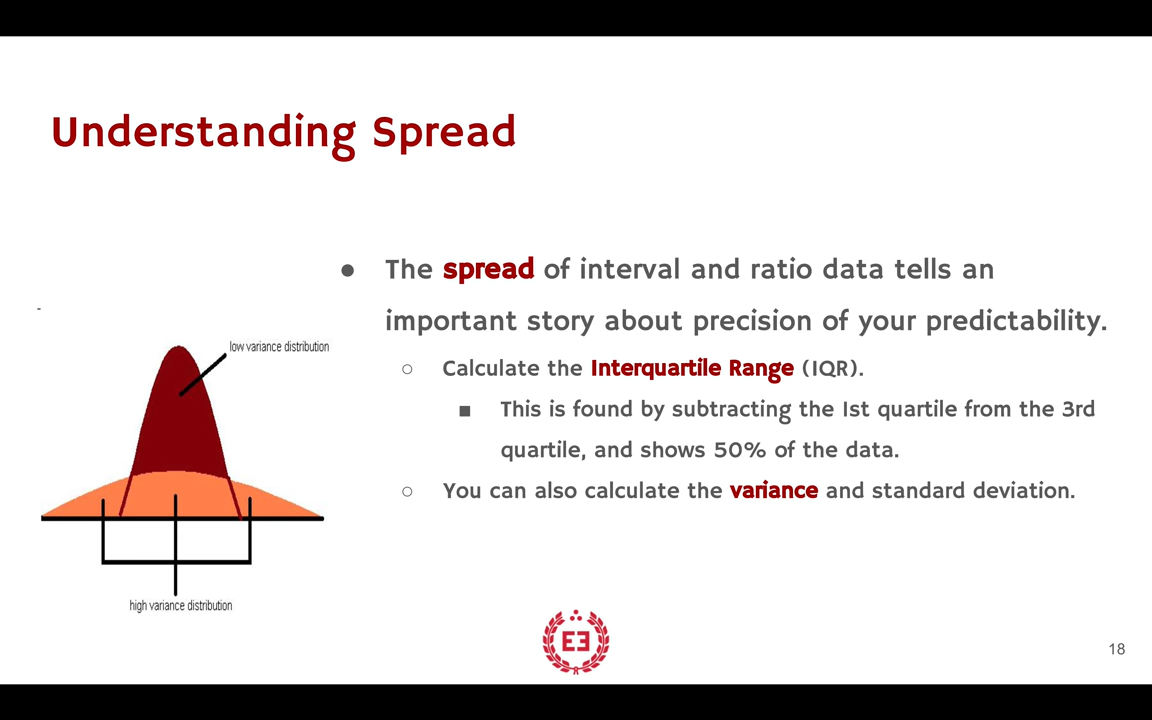 Understanding Spread
● The spread of interval and ratio data tells an
important story about precision of your predictability.
○ Calculate the Interquartile Range (IQR).
■ This is found by subtracting the 1st quartile from the 3rd
quartile, and shows 50% of the data.
○ You can also calculate the variance and standard deviation.
-
low variance distribution
high variance distribution
EE
18